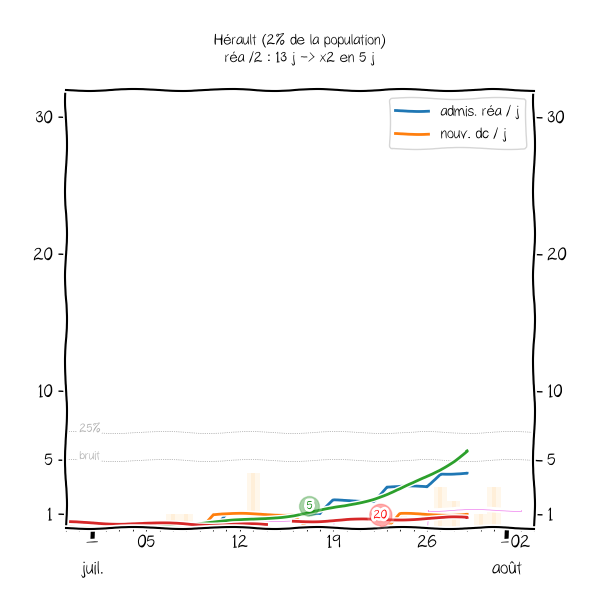 Hérault (2% de la population)
réa /2 : 13 j -> x2 en 5 j
admis. réa / j
nouv. dc / j
30
30
20
20
10
10
25%
5
bruit
5
5
1
20
1
05
12
19
26
02
juil.
août